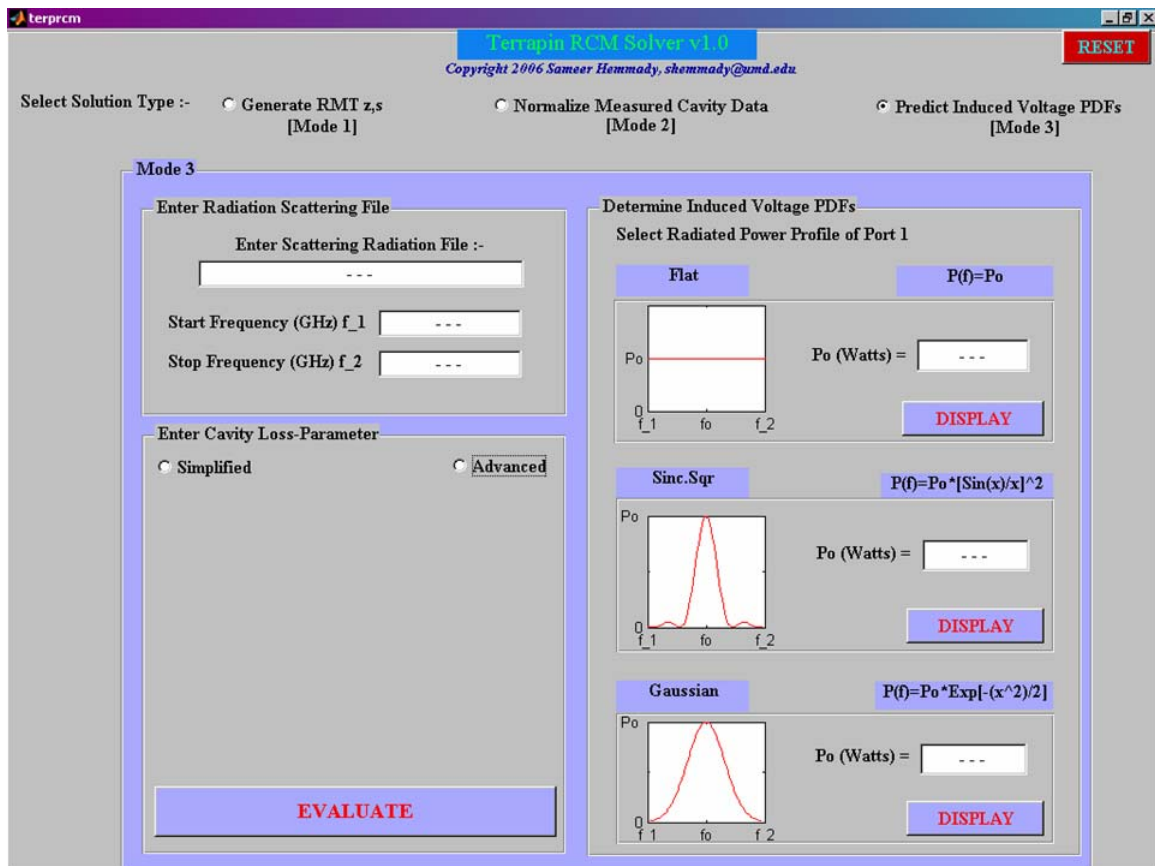 terprcm
Terrapin RCM Solver v1.0
RESET
Copyright 2006 Sameer Hemmady, shemmady@umd.edu
Select Solution Type :-
Generate RMT z,s
[Mode 1]
Normalize Measured Cavity Data
[Mode 2]
Predict Induced Voltage PDFs
[Mode 3]
Mode 3
Enter Radiation Scattering File
Enter Scattering Radiation File :-
- - -
Start Frequency (GHz) f_1
- - -
Stop Frequency (GHz) f_2
- - -
Enter Cavity Loss-Parameter
Simplified
Advanced
EVALUATE
Determine Induced Voltage PDFs
Select Radiated Power Profile of Port 1
Flat
P(f)=Po
Po
0
f_1
fo
f_2
Po (Watts) =
- - -
DISPLAY
Sinc.Sqr
P(f)=Po*[Sin(x)/x]^2
Po
0
f_1
fo
f_2
Po (Watts) =
- - -
DISPLAY
Gaussian
P(f)=Po*Exp[-(x^2)/2]
Po
0
f_1
fo
f_2
Po (Watts) =
- - -
DISPLAY